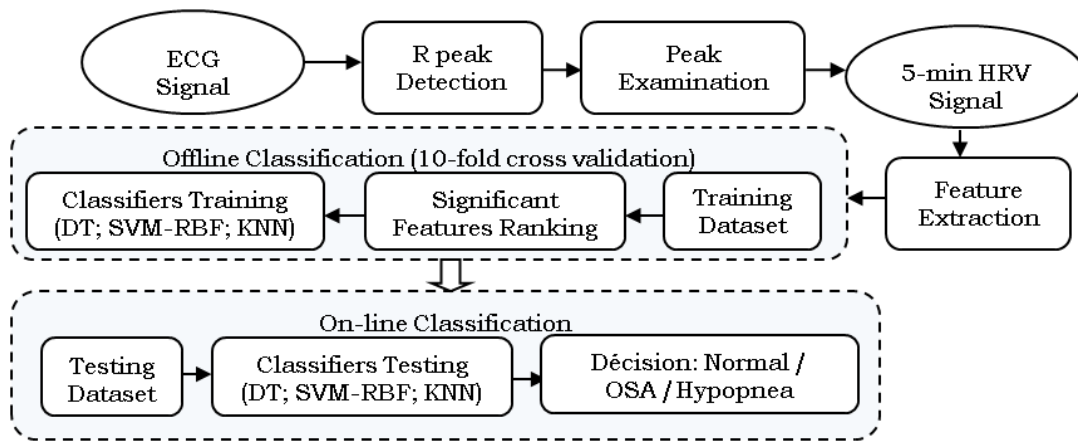 ECG
Signal
R peak
Detection
Peak
Examination
5-min HRV
Signal
Feature
Extraction
Offline Classification (10-fold cross validation)
Training
Dataset
Significant
Features Ranking
Classifiers Training
(DT; SVM-RBF; KNN)
On-line Classification
Testing
Dataset
Classifiers Testing
(DT; SVM-RBF; KNN)
Décision: Normal /
OSA / Hypopnea